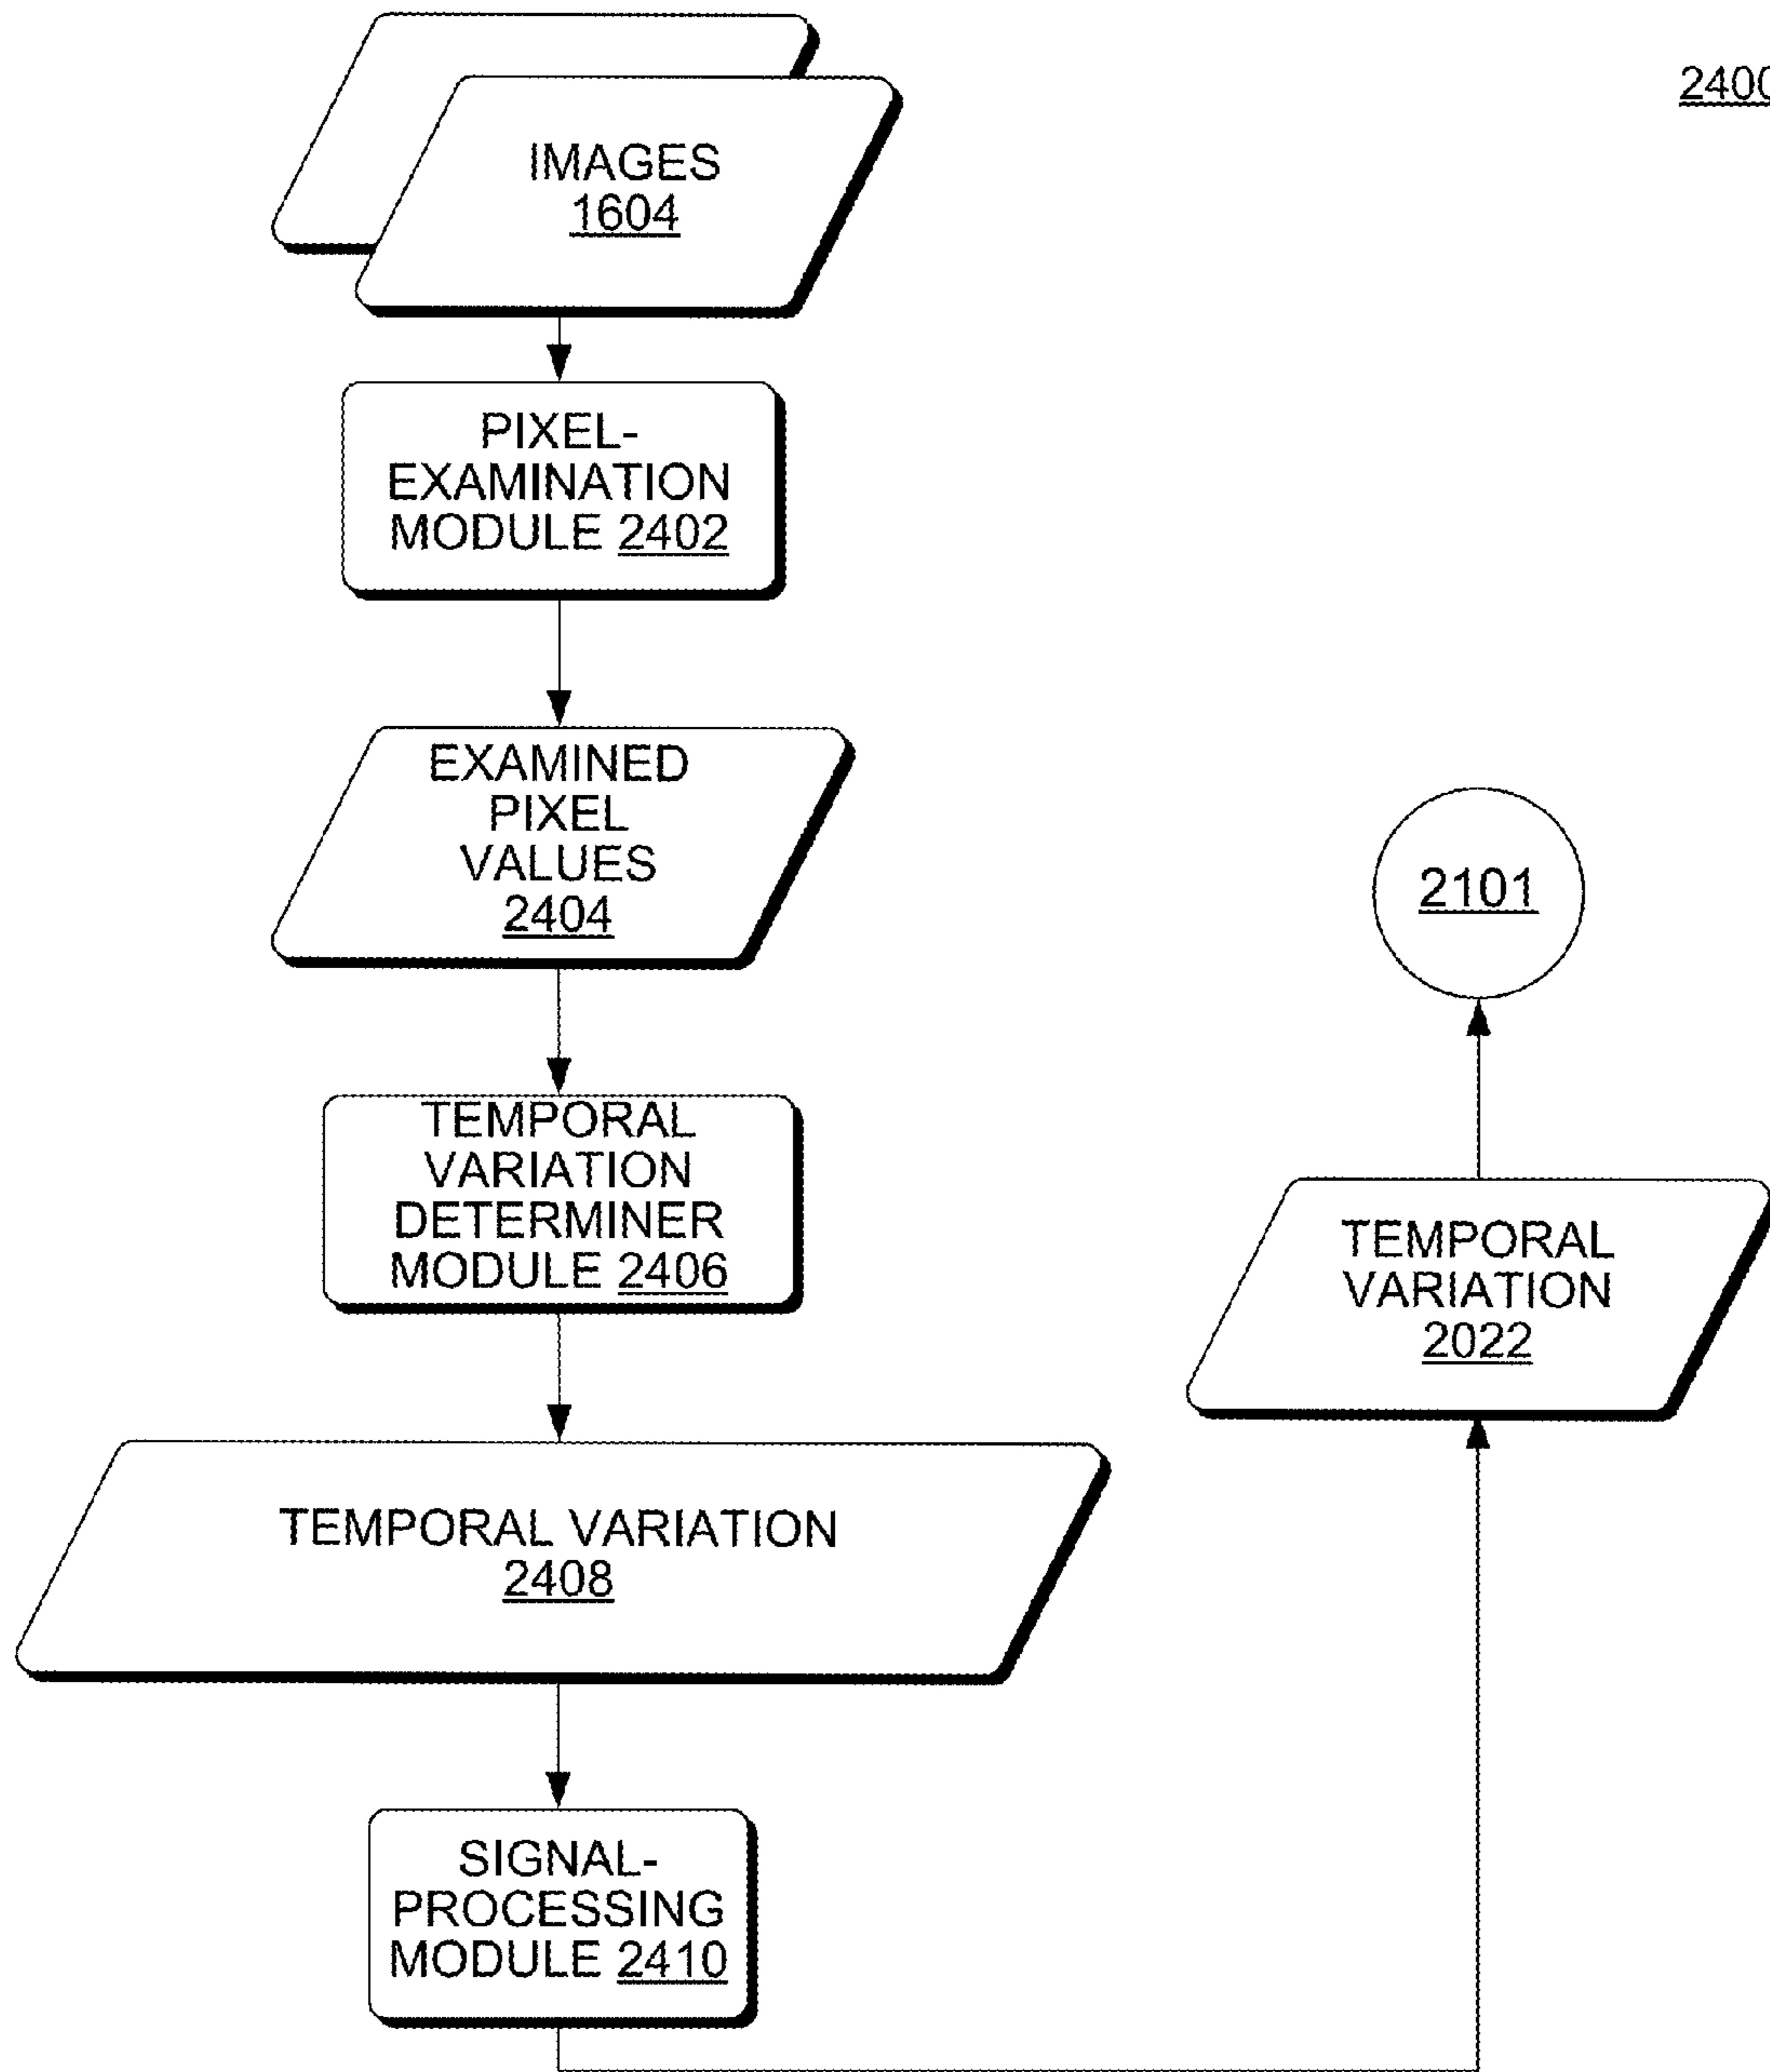 2400
IMAGES
1604
PIXEL-
EXAMINATION
MODULE 2402
EXAMINED
PIXEL
VALUES
2404
TEMPORAL
VARIATION
DETERMINER
MODULE 2406
TEMPORAL VARIATION
2408
SIGNAL-
PROCESSING
MODULE 2410
TEMPORAL
VARIATION
2022
2101